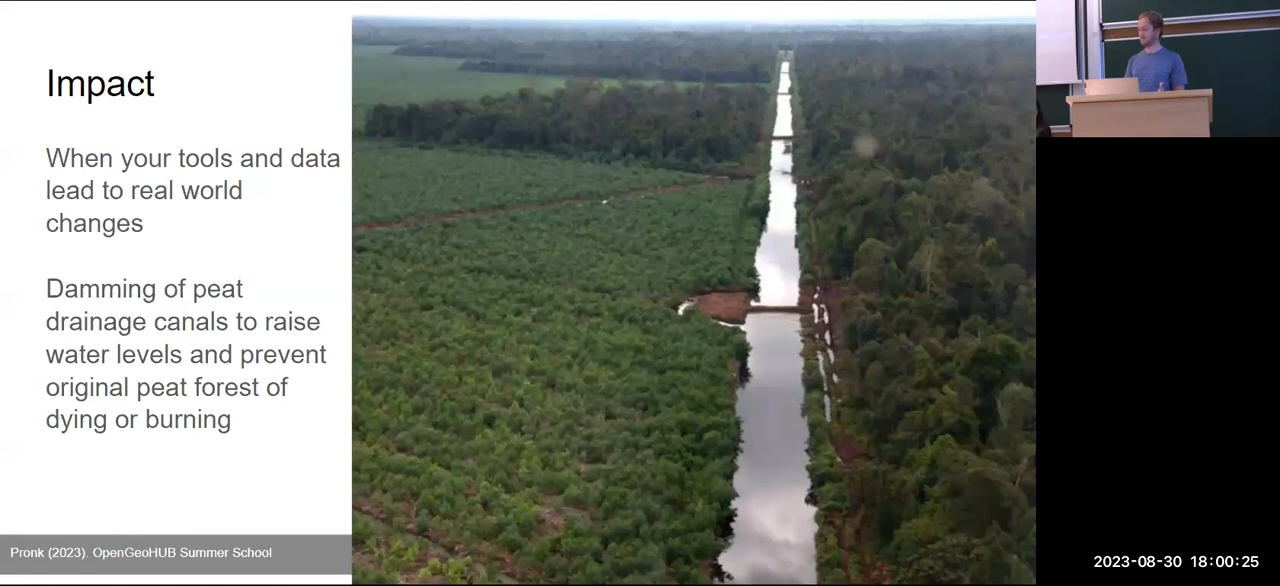 Impact
When your tools and data
lead to real world
changes
Damming of peat
drainage canals to raise
water levels and prevent
original peat forest of
dying or burning
Pronk (2023). OpenGeoHUB Summer School
2023-08-30 18:00:25